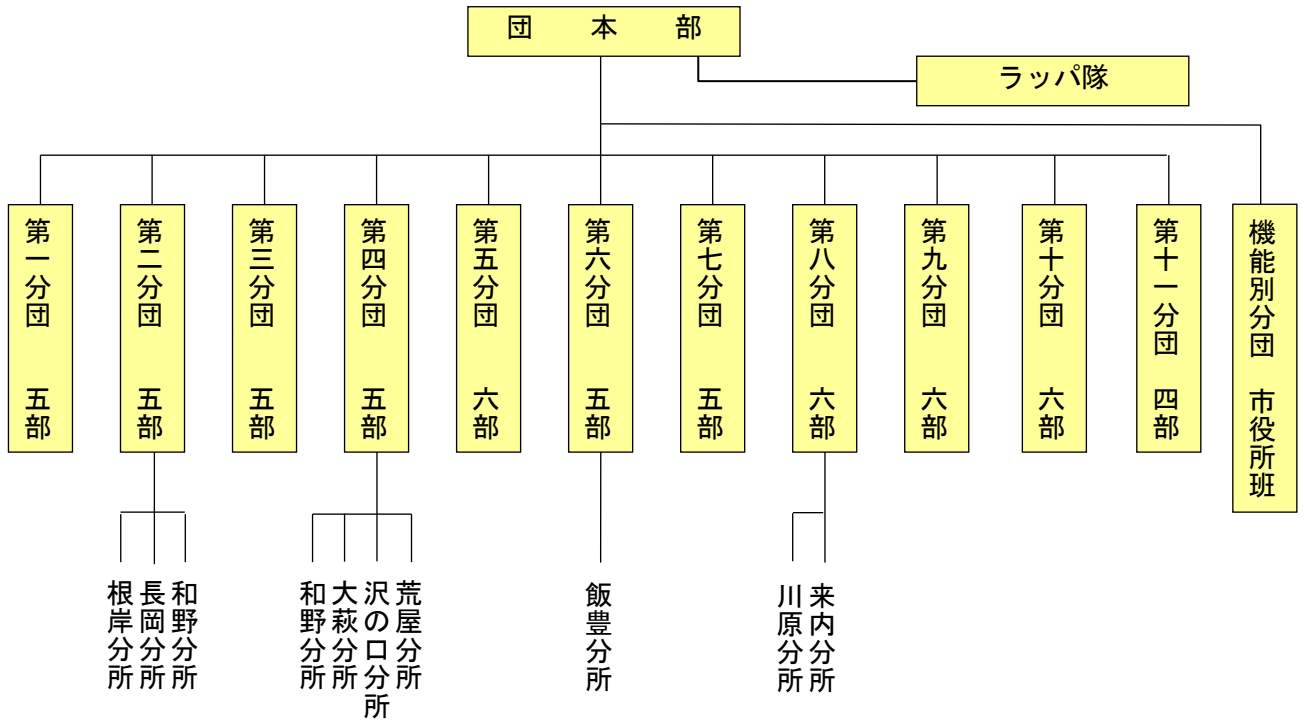 団 本 部
ラッパ隊
第一分団 五部
第二分団 五部
第三分団 五部
第四分団 五部
第五分団 六部
第六分団 五部
第七分団 五部
第八分団 六部
第九分団 六部
第十分団 六部
第十一分団 四部
機能別分団 市役所班
根岸分所
長岡分所
和野分所
和野分所
大萩分所
沢の口分所
荒屋分所
飯豊分所
川原分所
来内分所